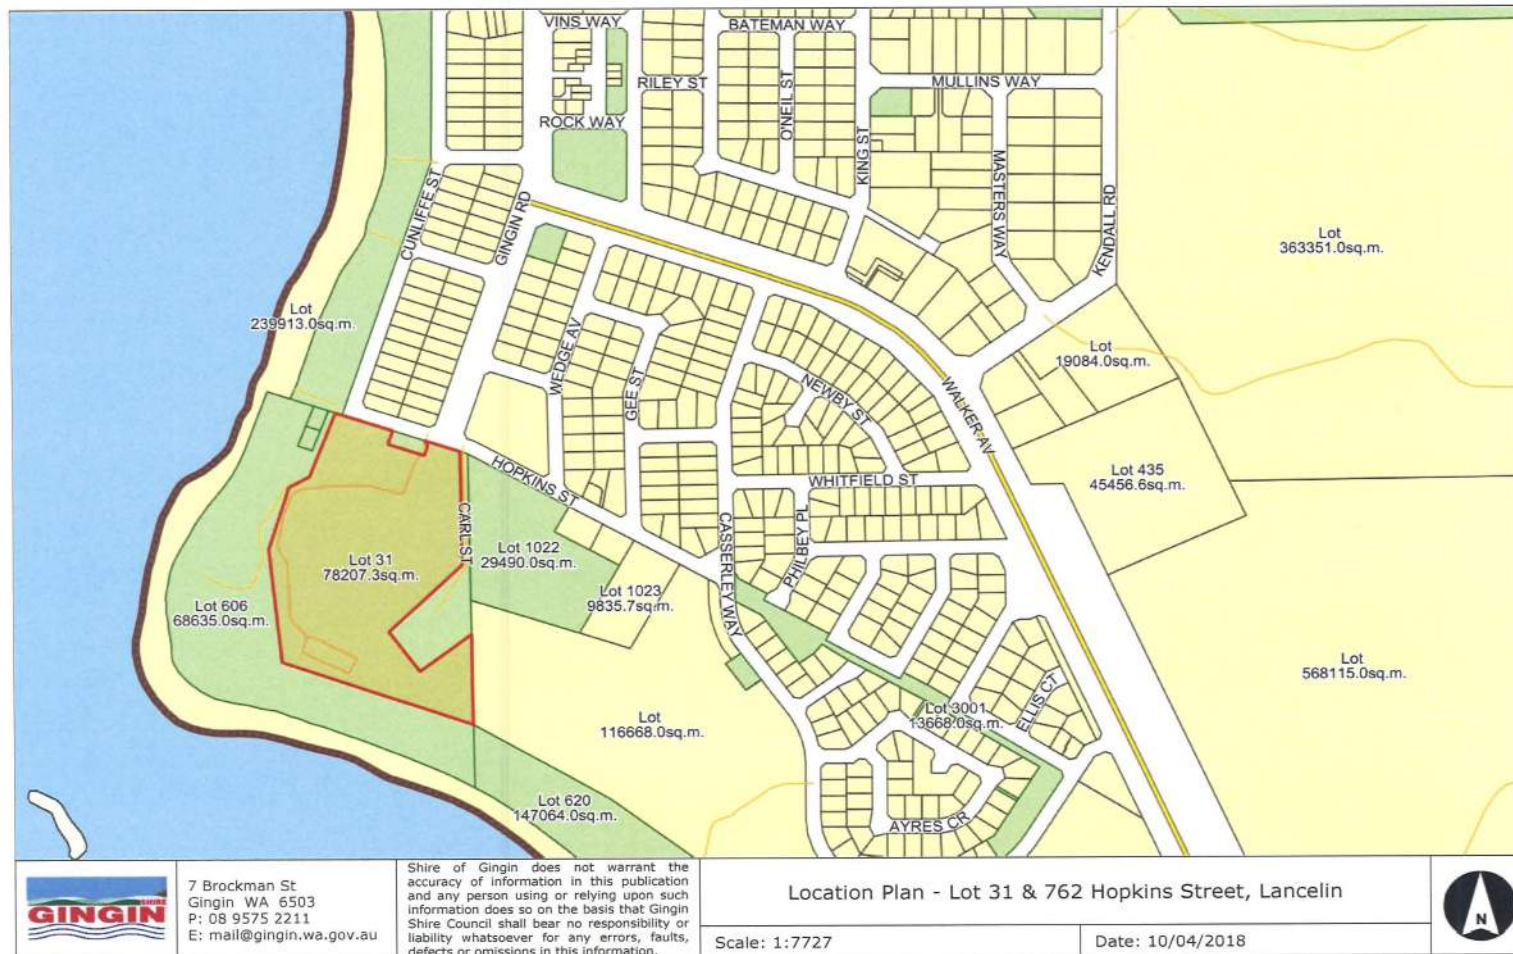 VINS WAY
BATEMAN WAY
RILEY ST
O'NEIL ST
MULLINS WAY
ROCK WAY
KING ST
MASTERS WAY
KENDALL RD
CUNLIFFE ST
GINGIN RD
Lot
363351.0sq.m.
Lot
239913.0sq.m.
WEDGE AV
GEE ST
NEWBY ST
WALKER AV
Lot
19084.0sq.m.
HOPKINS ST
WHITFIELD ST
Lot 435
45456.6sq.m.
CARL ST
CASSERLEY WAY
PHILBEY PL
Lot 31
78207.3sq.m.
Lot 1022
29490.0sq.m.
Lot 1023
9835.7sq.m.
Lot 606
68635.0sq.m.
Lot
116668.0sq.m.
Lot 3001
13668.0sq.m.
ELLIS CT
Lot
568115.0sq.m.
Lot 620
147064.0sq.m.
AYRES CR
SHIRE
GINGIN
7 Brockman St
Gingin WA 6503
P: 08 9575 2211
E: mail@gingin.wa.gov.au
Shire of Gingin does not warrant the
accuracy of information in this publication
and any person using or relying upon such
information does so on the basis that Gingin
Shire Council shall bear no responsibility or
liability whatsoever for any errors, faults,
defects or omissions in this information.
Location Plan - Lot 31 & 762 Hopkins Street, Lancelin
Scale: 1:7727
Date: 10/04/2018
N